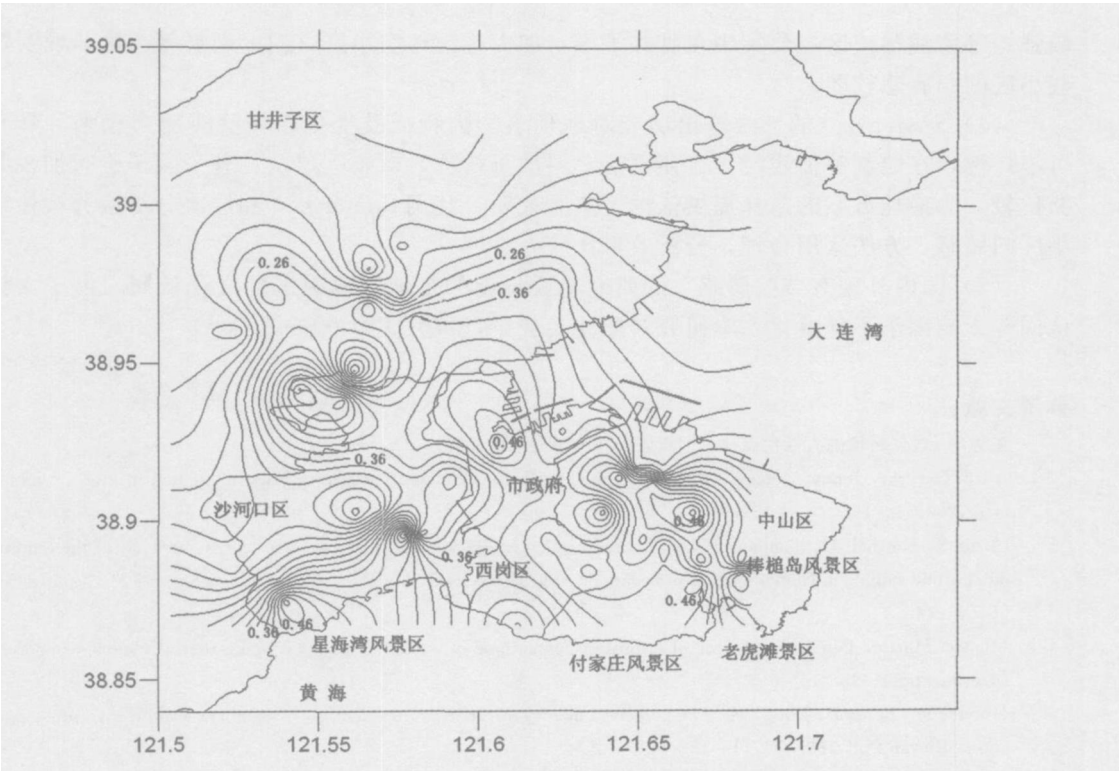 39.05
甘井子区
39
0.26
0.26
0.36
大连湾
38.95
0.46
0.36
市政府
沙河口区
38.9
0.46
中山区
0.36
西岗区
棒槌岛风景区
0.46
0.36
0.46
星海湾风景区
老虎滩景区
付家庄风景区
38.85
黄海
121.5
121.55
121.6
121.65
121.7